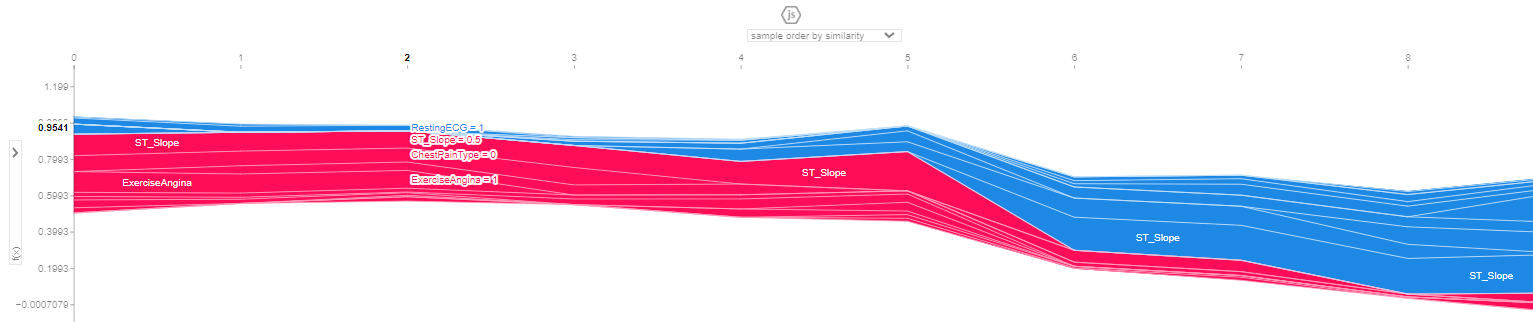 js
sample order by similarity
0 1 2 3 4 5 6 7 8
1.199
0.9541
0.7993
0.5993
0.3993
0.1993
−0.0007079
f(x)
RestingECG = 1
ST_Slope = 0.5
ChestPainType = 0
ExerciseAngina = 1
ST_Slope
ExerciseAngina
ST_Slope
ST_Slope
ST_Slope